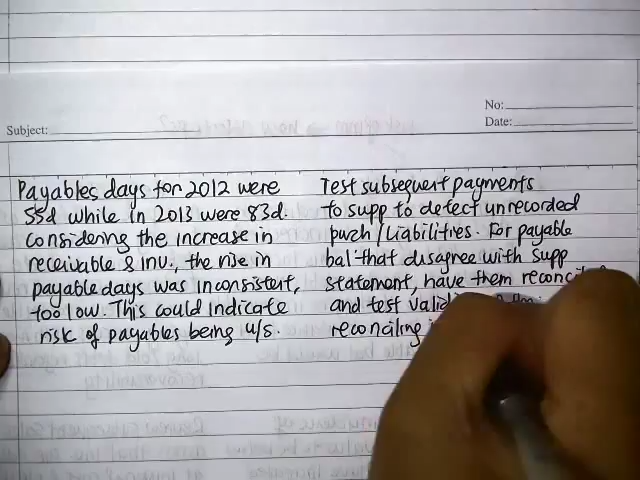 No:
Subject:
Date:
Payables days for 2012 were
55d while in 2013 were 83d.
considering the increase in
receivable & inv., the rise in
payable days was inconsistent,
too low. This could indicate
risk of payables being u/s.
Test subsequent payments
to supp to detect unrecorded
purch/liabilities. For payable
bal that disagree with supp
statement, have them
and test
reconciling